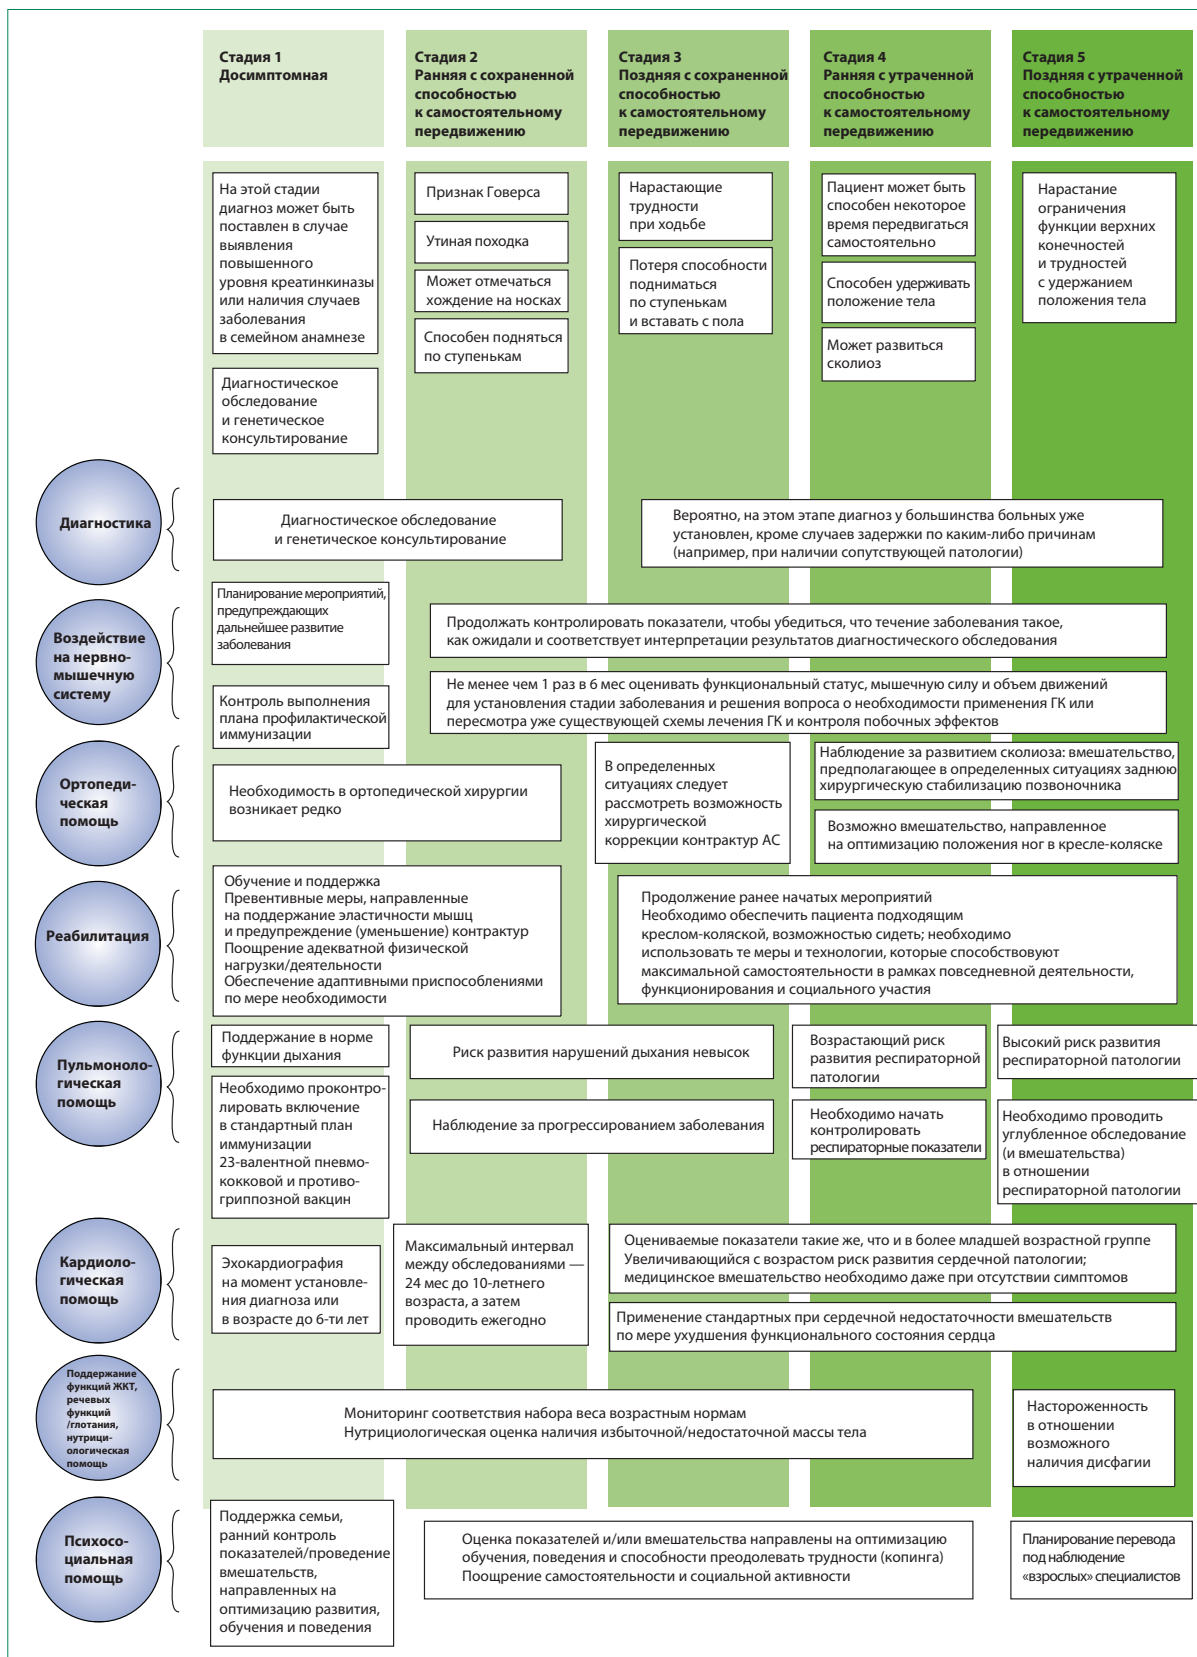 Стадия 1
Досимптомная
Стадия 2
Ранняя с сохраненной
способностью
к самостоятельному
передвижению
Стадия 3
Поздняя с сохраненной
способностью
к самостоятельному
передвижению
Стадия 4
Ранняя с утраченной
способностью
к самостоятельному
передвижению
Стадия 5
Поздняя с утраченной
способностью
к самостоятельному
передвижению
На этой стадии
диагноз может быть
поставлен в случае
выявления
повышенного
уровня креатинкиназы
или наличия случаев
заболевания
в семейном анамнезе
Диагностическое
обследование
и генетическое
консультирование
Признак Говерса
Утиная походка
Может отмечаться
хождение на носках
Способен подняться
по ступенькам
Нарастающие
трудности
при ходьбе
Потеря способности
подниматься
по ступенькам
и вставать с пола
Пациент может быть
способен некоторое
время передвигаться
самостоятельно
Способен удерживать
положение тела
Может развиться
сколиоз
Нарастание
ограничения
функции верхних
конечностей
и трудностей
с удержанием
положения тела
Диагностика
Диагностическое обследование
и генетическое консультирование
Вероятно, на этом этапе диагноз у большинства больных уже
установлен, кроме случаев задержки по каким-либо причинам
(например, при наличии сопутствующей патологии)
Воздействие
на нервно-
мышечную
систему
Планирование мероприятий,
предупреждающих
дальнейшее развитие
заболевания
Контроль выполнения
плана профилактической
иммунизации
Продолжать контролировать показатели, чтобы убедиться, что течение заболевания такое,
как ожидали и соответствует интерпретации результатов диагностического обследования
Не менее чем 1 раз в 6 мес оценивать функциональный статус, мышечную силу и объем движений
для установления стадии заболевания и решения вопроса о необходимости применения ГК или
пересмотра уже существующей схемы лечения ГК и контроля побочных эффектов
Ортопеди-
ческая
помощь
Необходимость в ортопедической хирургии
возникает редко
В определенных
ситуациях следует
рассмотреть возможность
хирургической
коррекции контрактур АС
Наблюдение за развитием сколиоза: вмешательство,
предполагающее в определенных ситуациях заднюю
хирургическую стабилизацию позвоночника
Возможно вмешательство, направленное
на оптимизацию положения ног в кресле-коляске
Реабилитация
Обучение и поддержка
Превентивные меры, направленные
на поддержание эластичности мышц
и предупреждение (уменьшение) контрактур
Поощрение адекватной физической
нагрузки/деятельности
Обеспечение адаптивными приспособлениями
по мере необходимости
Продолжение ранее начатых мероприятий
Необходимо обеспечить пациента подходящим
креслом-коляской, возможностью сидеть; необходимо
использовать те меры и технологии, которые способствуют
максимальной самостоятельности в рамках повседневной деятельности,
функционирования и социального участия
Пульмоноло-
гическая
помощь
Поддержание в норме
функции дыхания
Необходимо проконтро-
лировать включение
в стандартный план
иммунизации
23-валентной пневмо-
кокковой и противо-
гриппозной вакцин
Риск развития нарушений дыхания невысок
Наблюдение за прогрессированием заболевания
Возрастающий риск
развития респираторной
патологии
Необходимо начать
контролировать
респираторные показатели
Высокий риск развития
респираторной патологии
Необходимо проводить
углубленное обследование
(и вмешательства)
в отношении
респираторной патологии
Кардиоло-
гическая
помощь
Эхокардиография
на момент установле-
ния диагноза или
в возрасте до 6-ти лет
Максимальный интервал
между обследованиями —
24 мес до 10-летнего
возраста, а затем
проводить ежегодно
Оцениваемые показатели такие же, что и в более младшей возрастной группе
Увеличивающийся с возрастом риск развития сердечной патологии;
медицинское вмешательство необходимо даже при отсутствии симптомов
Применение стандартных при сердечной недостаточности вмешательств
по мере ухудшения функционального состояния сердца
Поддержание
функций ЖКТ,
речевых
функций
/глотания,
нутрици-
ологическая
помощь
Мониторинг соответствия набора веса возрастным нормам
Нутрициологическая оценка наличия избыточной/недостаточной массы тела
Настороженность
в отношении
возможного
наличия дисфагии
Психосо-
циальная
помощь
Поддержка семьи,
ранний контроль
показателей/проведение
вмешательств,
направленных на
оптимизацию развития,
обучения и поведения
Оценка показателей и/или вмешательства направлены на оптимизацию
обучения, поведения и способности преодолевать трудности (копинга)
Поощрение самостоятельности и социальной активности
Планирование перевода
под наблюдение
«взрослых» специалистов